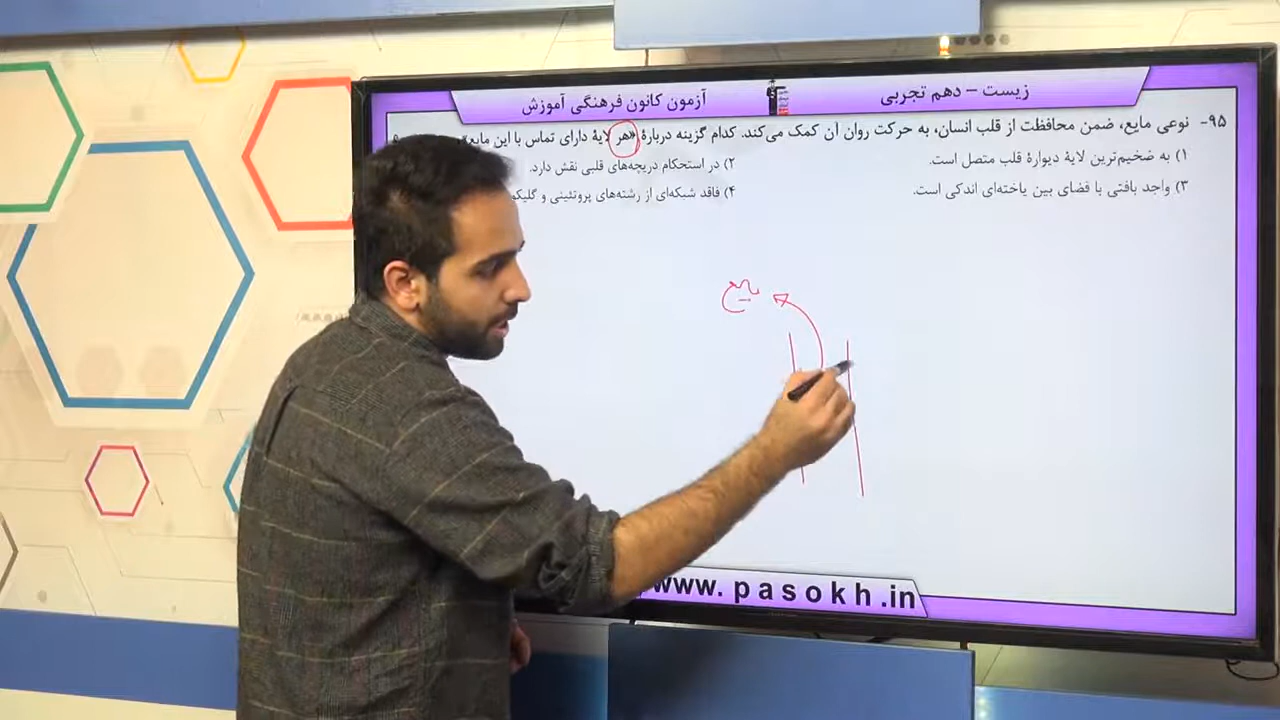 زیست – دهم تجربی
آزمون کانون فرهنگی آموزش
۹۵- نوعی مایع، ضمن محافظت از قلب انسان، به حرکت روان آن کمک می‌کند. کدام گزینه دربارهٔ «هر لایهٔ دارای تماس با این مایع»
۱) به ضخیم‌ترین لایهٔ دیوارهٔ قلب متصل است.
۲) در استحکام دریچه‌های قلبی نقش دارد.
۳) واجد بافتی با فضای بین یاخته‌ای اندکی است.
۴) فاقد شبکه‌ای از رشته‌های پروتئینی و
مایع
www.pasokh.in